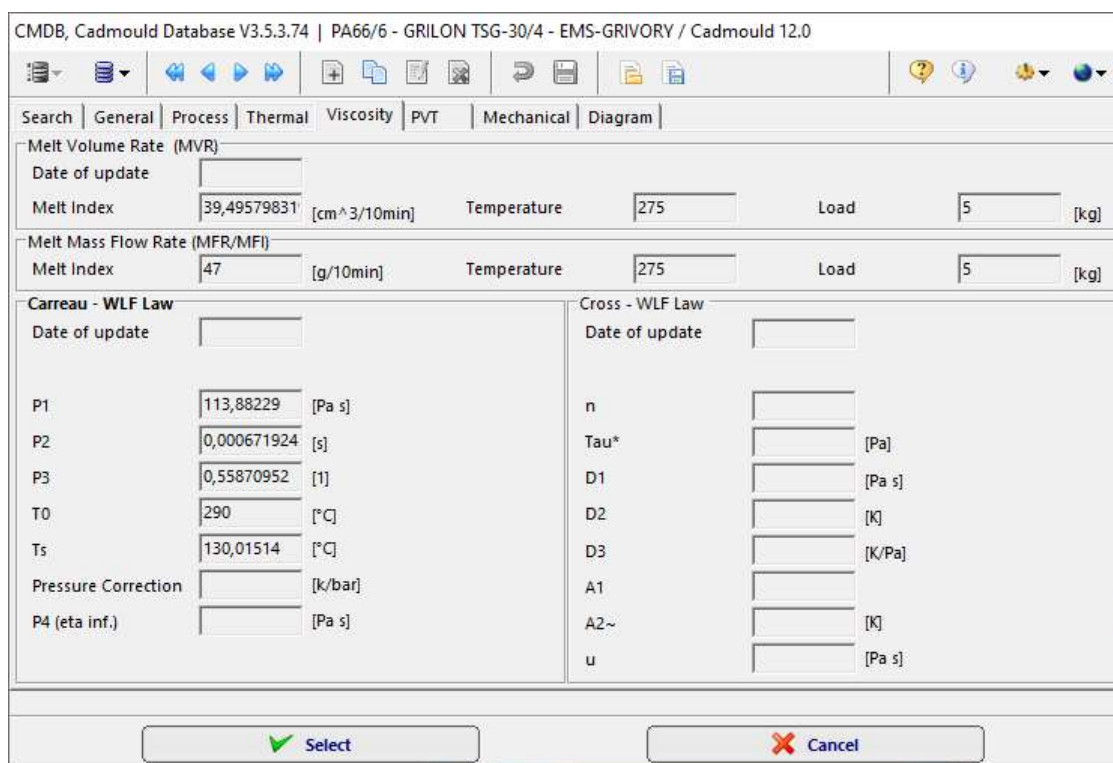 CMDB, Cadmould Database V3.5.3.74 | PA66/6 - GRILON TSG-30/4 - EMS-GRIVORY / Cadmould 12.0
Search General Process Thermal Viscosity PVT Mechanical Diagram
Melt Volume Rate (MVR)
Date of update
Melt Index 39,49579831 [cm^3/10min] Temperature 275 Load 5 [kg]
Melt Mass Flow Rate (MFR/MFI)
Melt Index 47 [g/10min] Temperature 275 Load 5 [kg]
Carreau - WLF Law
Date of update
P1 113,88229 [Pa s]
P2 0,000671924 [s]
P3 0,55870952 [1]
T0 290 [°C]
Ts 130,01514 [°C]
Pressure Correction [k/bar]
P4 (eta inf.) [Pa s]
Cross - WLF Law
Date of update
n
Tau* [Pa]
D1 [Pa s]
D2 [K]
D3 [K/Pa]
A1
A2~ [K]
u [Pa s]
Select Cancel